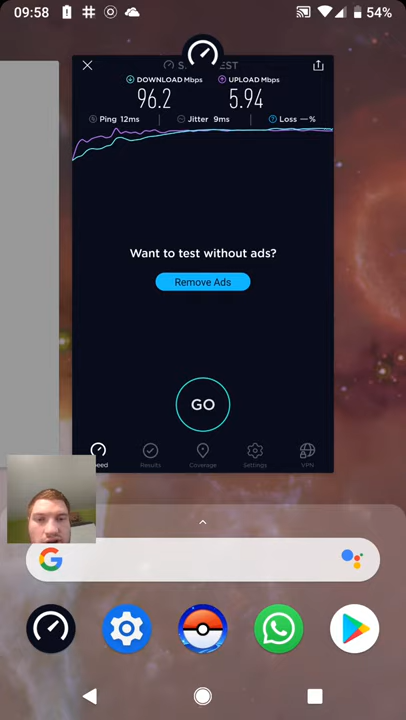 09:58
54%
DOWNLOAD Mbps
UPLOAD Mbps
96.2
5.94
Ping 12ms
Jitter 9ms
Loss —%
Want to test without ads?
Remove Ads
GO
Results
Coverage
Settings
VPN